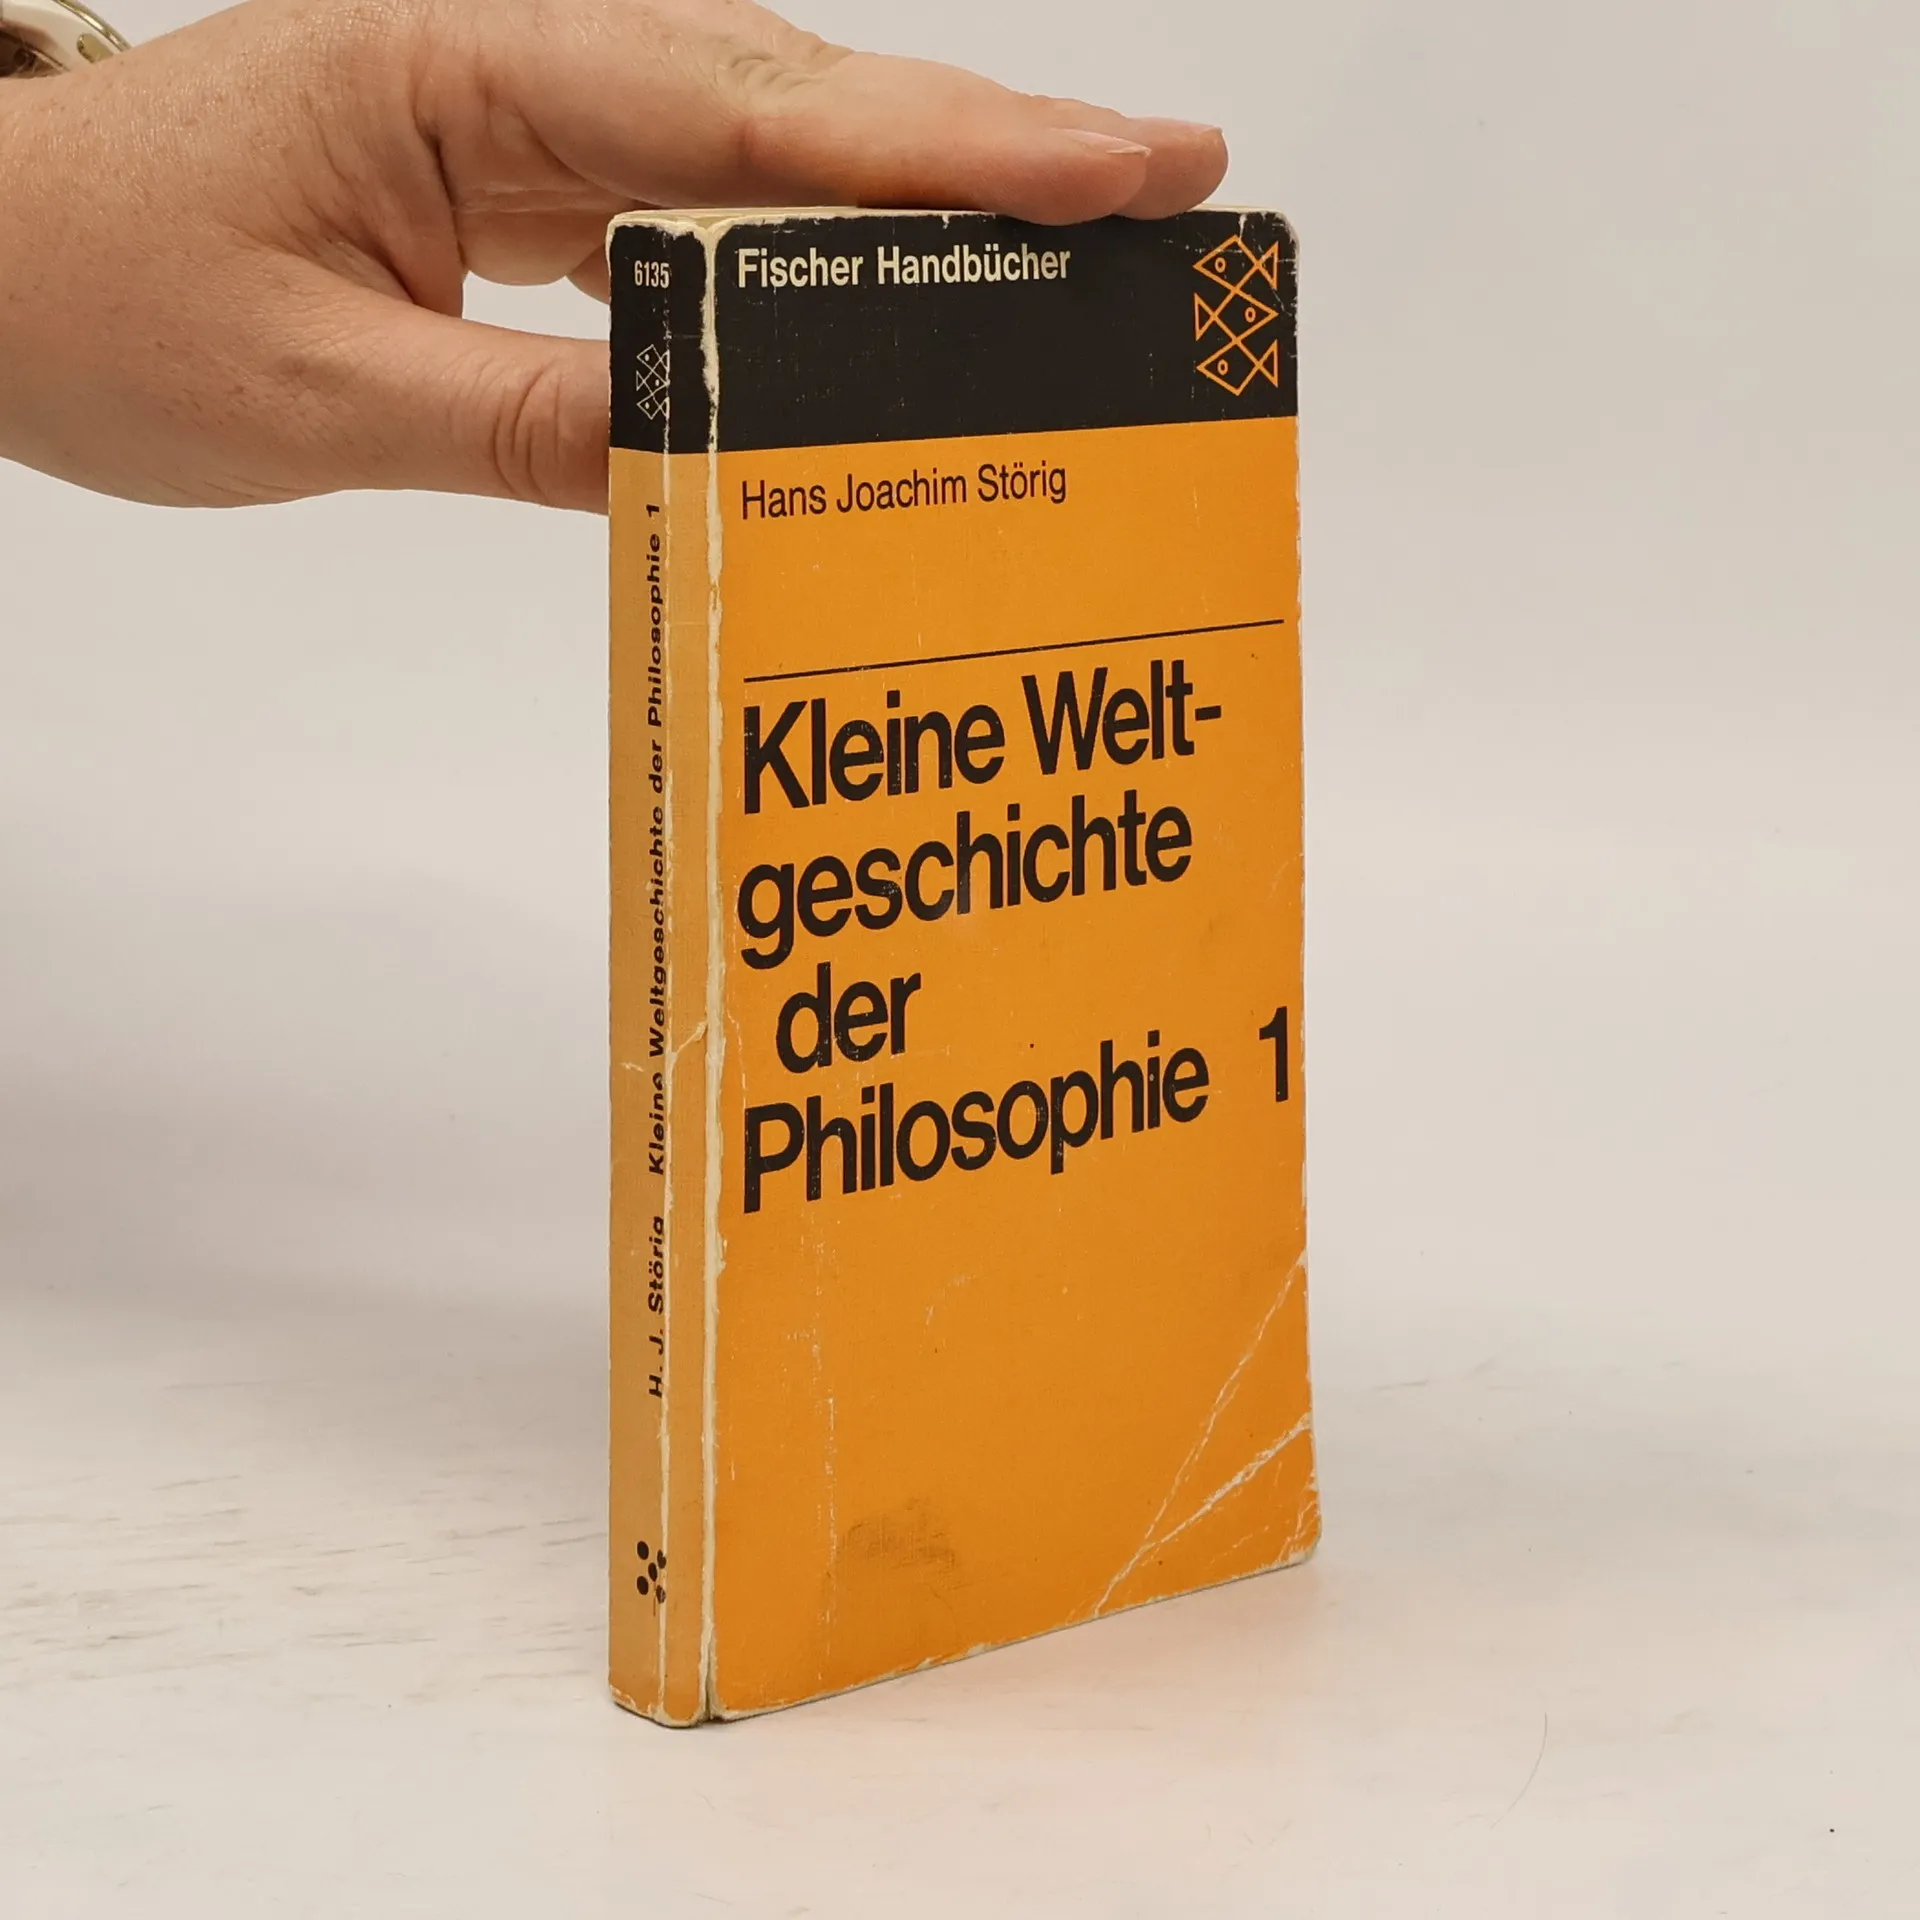 6135
H. J. Störig Kleine Weltgeschichte der Philosophie 1
Fischer Handbücher
Hans Joachim Störig
Kleine Welt-
geschichte
der
Philosophie 1